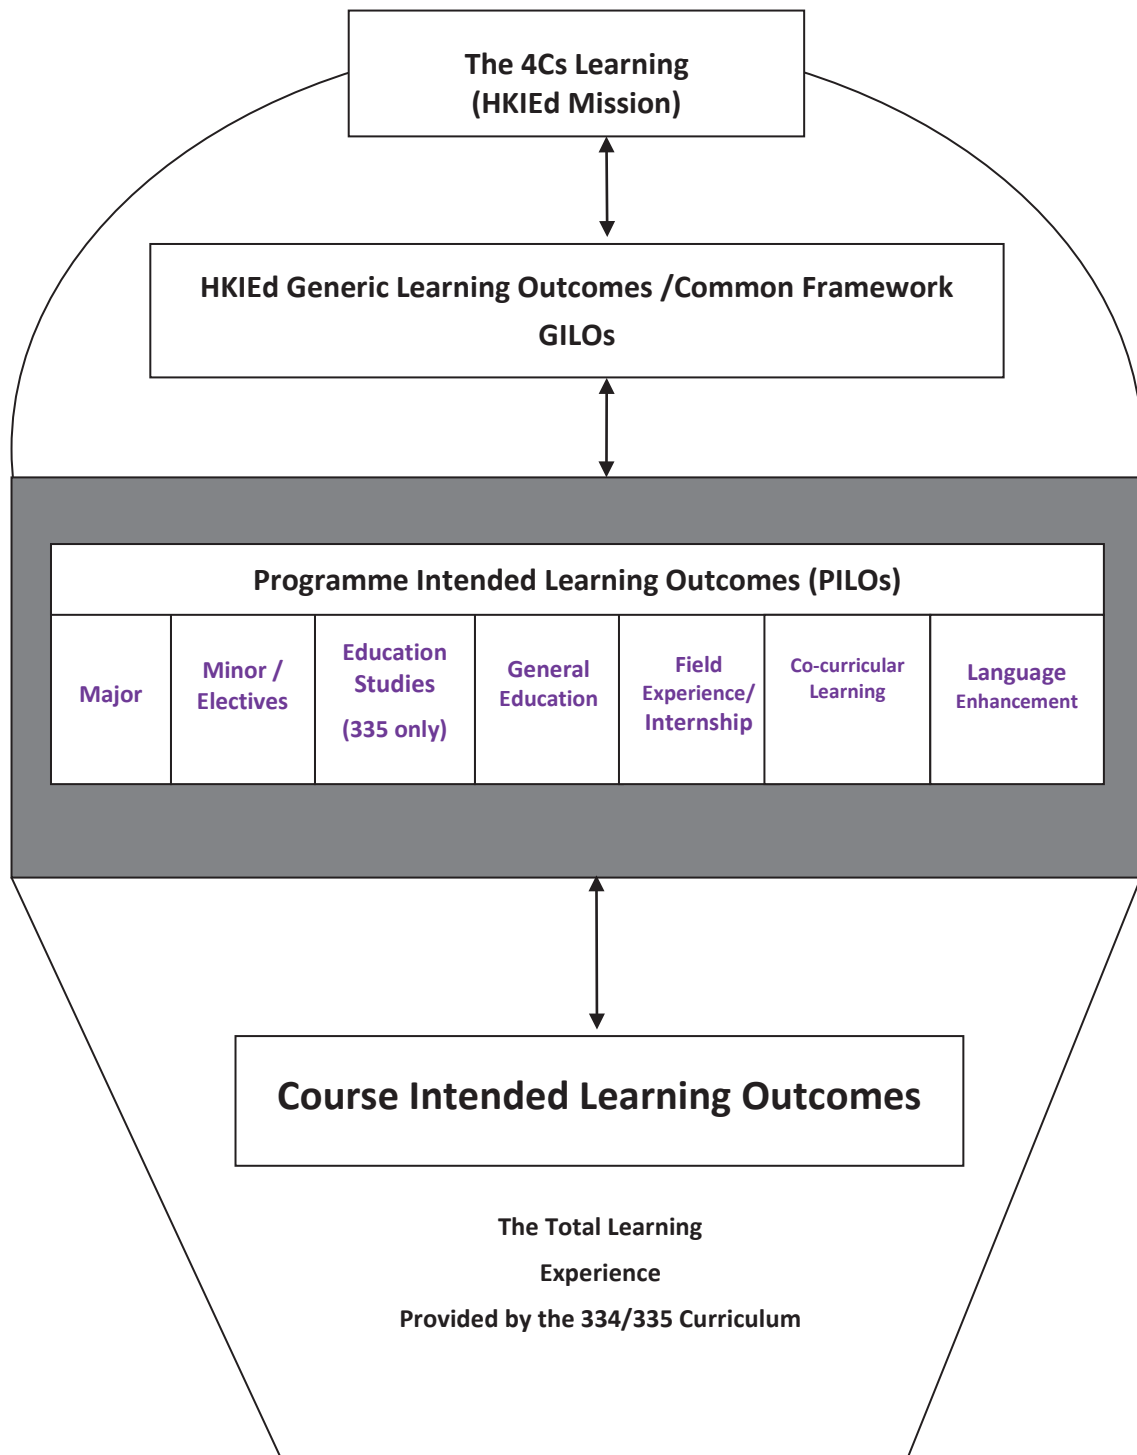 The 4Cs Learning
(HKIEd Mission)
HKIEd Generic Learning Outcomes /Common Framework
GILOs
Programme Intended Learning Outcomes (PILOs)
Major
Minor /
Electives
Education
Studies
(335 only)
General
Education
Field
Experience/
Internship
Co-curricular
Learning
Language
Enhancement
Course Intended Learning Outcomes
The Total Learning
Experience
Provided by the 334/335 Curriculum